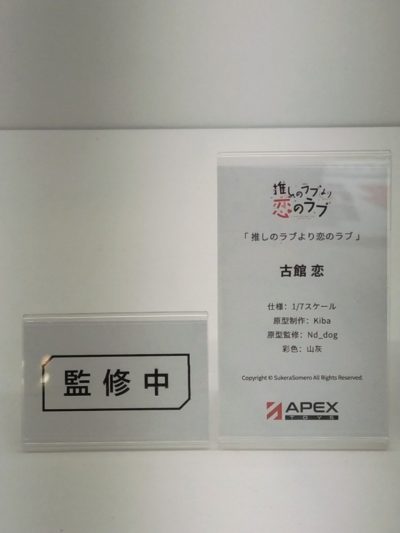 監修中
推しのラブより
恋のラブ
「推しのラブより恋のラブ」
古館 恋
仕様：1/7スケール
原型制作：Kiba
原型監修：Nd_dog
彩色：山灰
Copyright © SukeraSomero All Rights Reserved.
APEX
TOYS